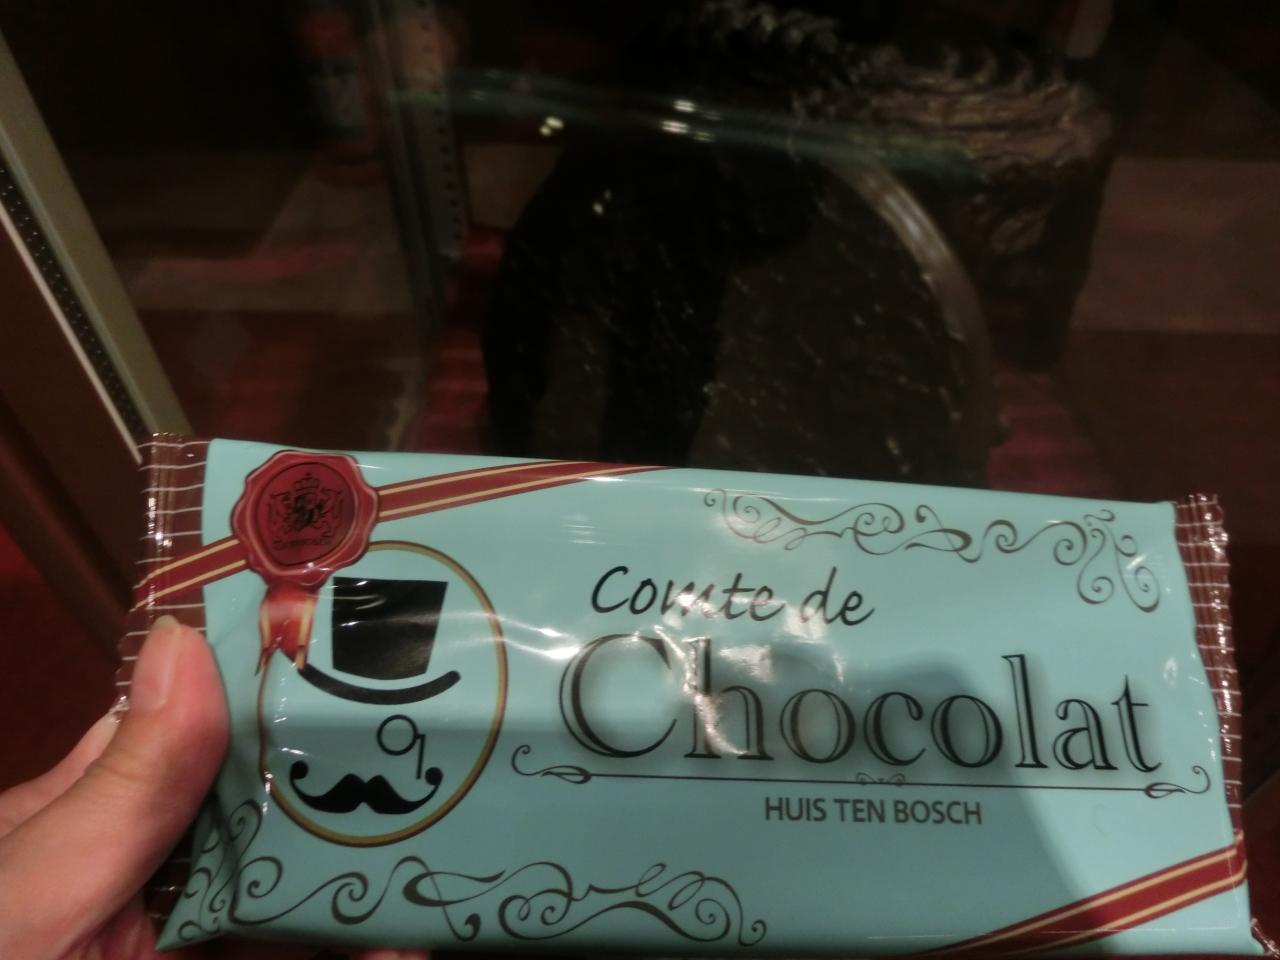 Comte de
Chocolat
HUIS TEN BOSCH